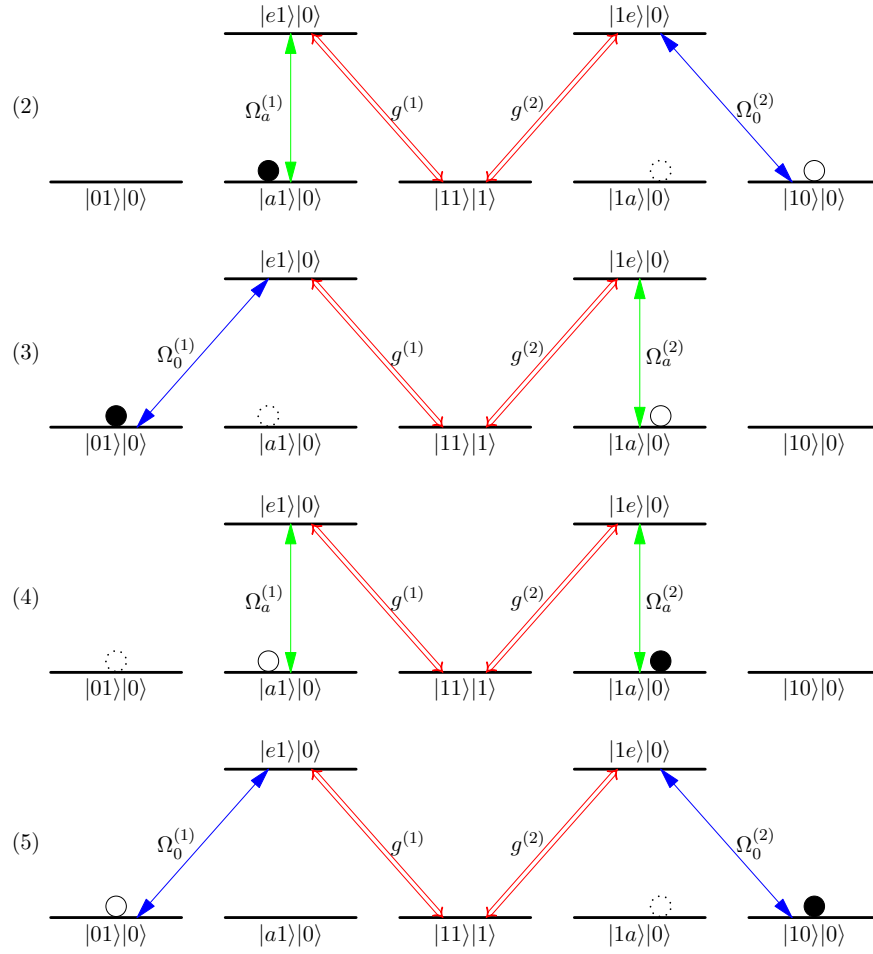 |e1⟩|0⟩ |1e⟩|0⟩
(2) Ω_a^{(1)} g^{(1)} g^{(2)} Ω_0^{(2)}
|01⟩|0⟩ |a1⟩|0⟩ |11⟩|1⟩ |1a⟩|0⟩ |10⟩|0⟩
|e1⟩|0⟩ |1e⟩|0⟩
(3) Ω_0^{(1)} g^{(1)} g^{(2)} Ω_a^{(2)}
|01⟩|0⟩ |a1⟩|0⟩ |11⟩|1⟩ |1a⟩|0⟩ |10⟩|0⟩
|e1⟩|0⟩ |1e⟩|0⟩
(4) Ω_a^{(1)} g^{(1)} g^{(2)} Ω_a^{(2)}
|01⟩|0⟩ |a1⟩|0⟩ |11⟩|1⟩ |1a⟩|0⟩ |10⟩|0⟩
|e1⟩|0⟩ |1e⟩|0⟩
(5) Ω_0^{(1)} g^{(1)} g^{(2)} Ω_0^{(2)}
|01⟩|0⟩ |a1⟩|0⟩ |11⟩|1⟩ |1a⟩|0⟩ |10⟩|0⟩